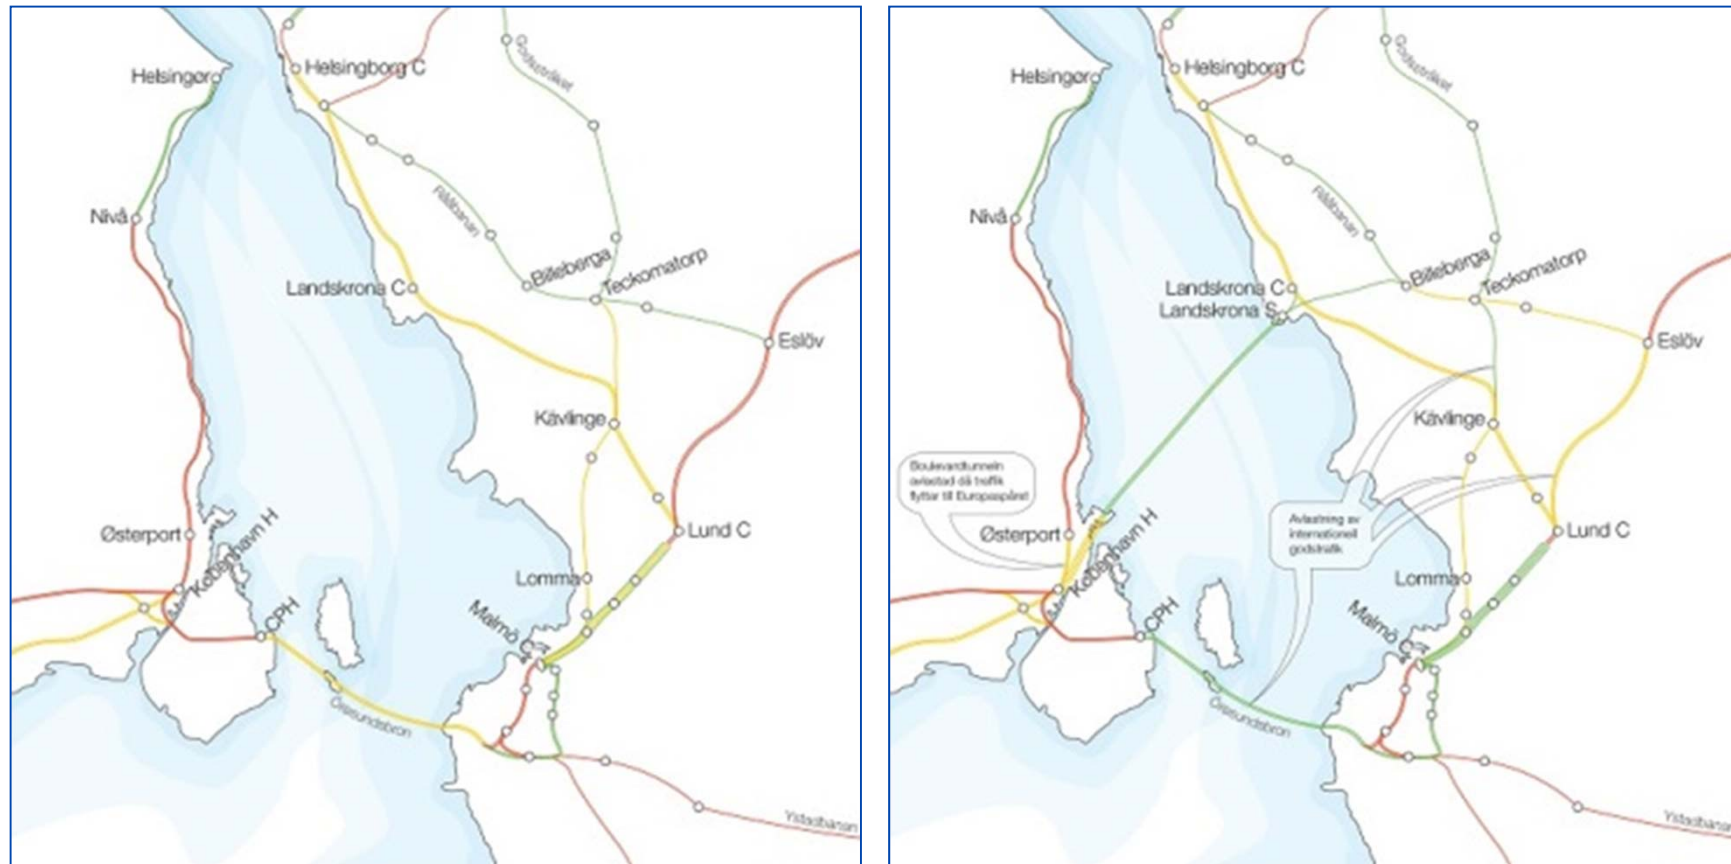 Helsingør
Helsingborg C
Godsstråket
Nivå
Rååbanan
Billeberga
Teckomatorp
Landskrona C
Eslöv
Kävlinge
Østerport
København H
Lund C
Lomma
CPH
Malmö C
Öresundsbron
Ystadbanan
Helsingør
Helsingborg C
Godsstråket
Nivå
Rååbanan
Billeberga
Teckomatorp
Landskrona C
Landskrona S
Eslöv
Kävlinge
Boulevardtunneln
avlastad då trafik
flyttar till Europaspåret
Østerport
København H
Avlastning av
internationell
godstrafik
Lund C
Lomma
CPH
Malmö C
Öresundsbron
Ystadbanan